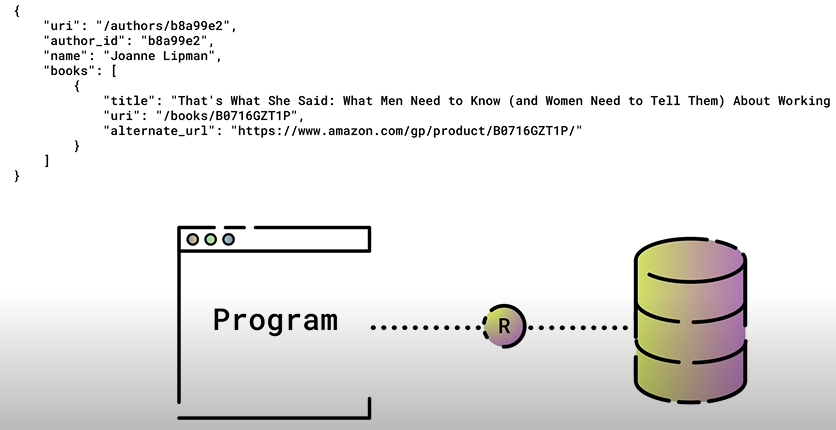 {
"uri": "/authors/b8a99e2",
"author_id": "b8a99e2",
"name": "Joanne Lipman",
"books": [
{
"title": "That's What She Said: What Men Need to Know (and Women Need to Tell Them) About Working
"uri": "/books/B0716GZT1P",
"alternate_url": "https://www.amazon.com/gp/product/B0716GZT1P/"
}
]
}
Program
R